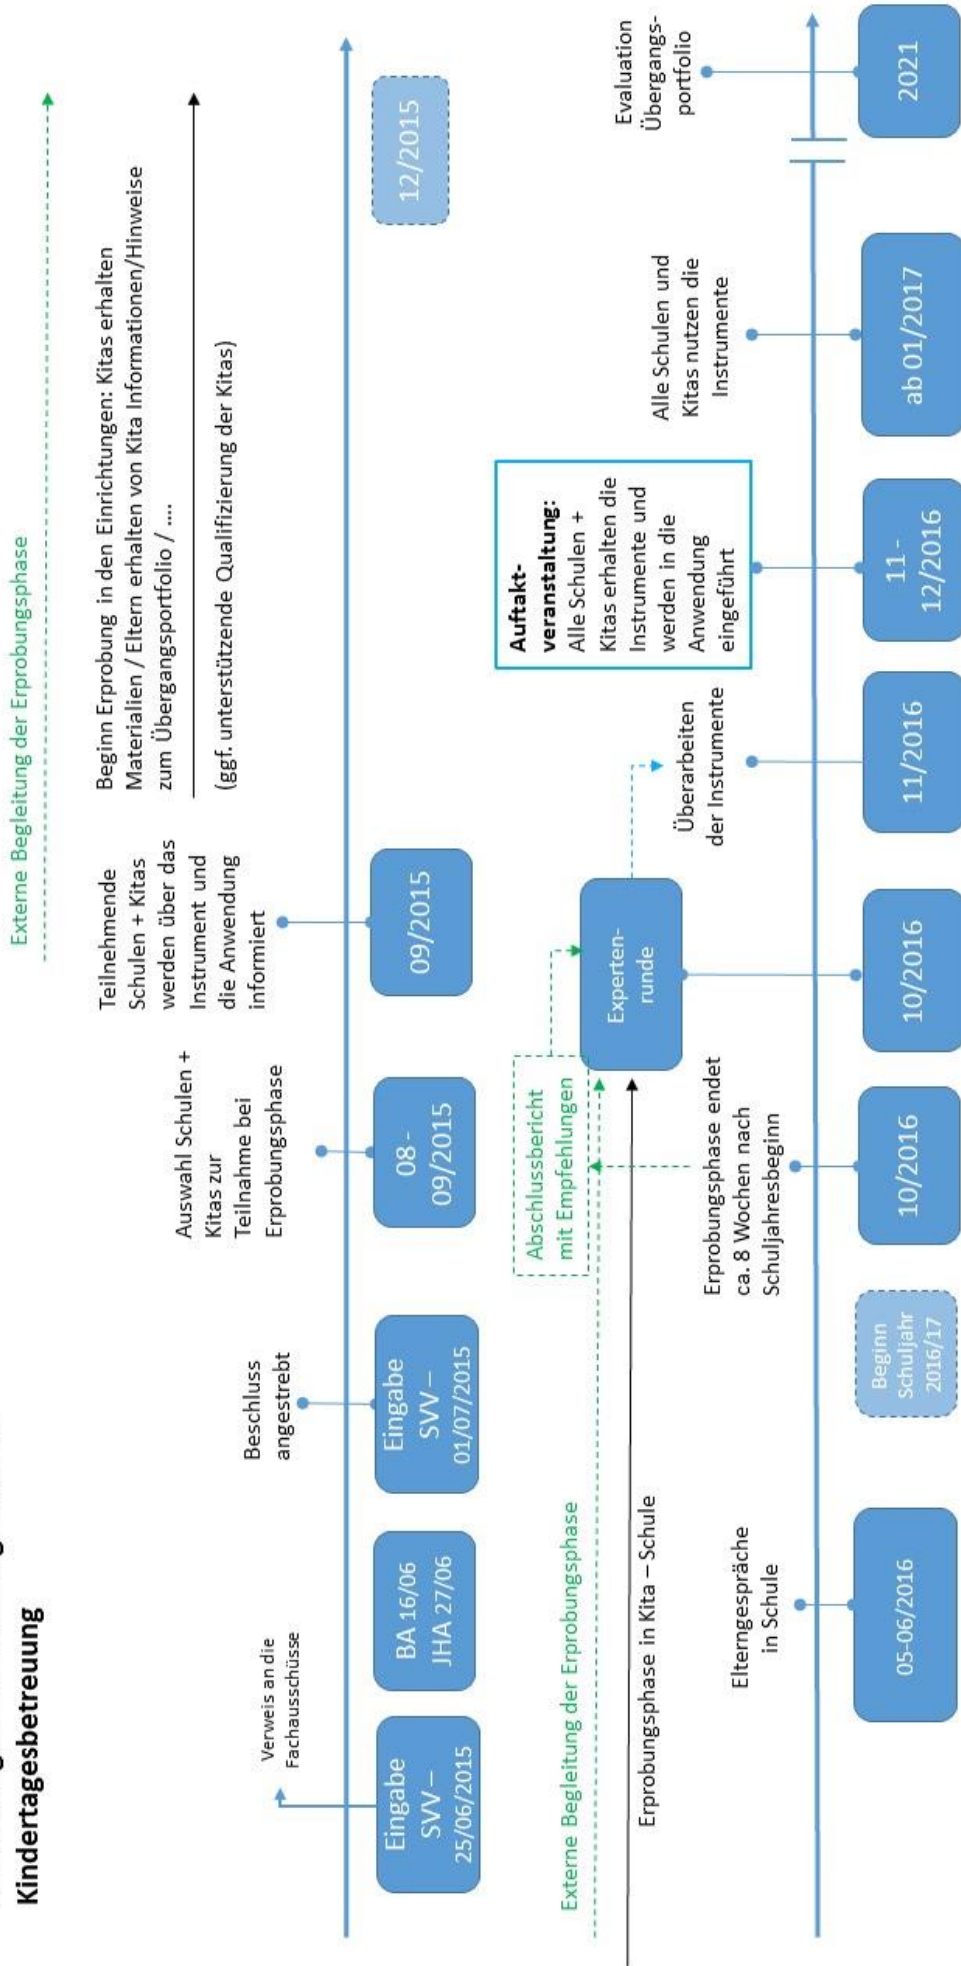 Kindertagesbetreuung
Externe Begleitung der Erprobungsphase
Verweis an die
Fachausschüsse
Beschluss
angestrebt
Auswahl Schulen +
Kitas zur
Teilnahme bei
Erprobungsphase
Teilnehmende
Schulen + Kitas
werden über das
Instrument und
die Anwendung
informiert
Beginn Erprobung in den Einrichtungen: Kitas erhalten
Materialien / Eltern erhalten von Kita Informationen/Hinweise
zum Übergangsportfolio / ....
(ggf. unterstützende Qualifizierung der Kitas)
Eingabe
SVV –
25/06/2015
BA 16/06
JHA 27/06
Eingabe
SVV –
01/07/2015
08 -
09/2015
09/2015
12/2015
Externe Begleitung der Erprobungsphase
Erprobungsphase in Kita – Schule
Abschlussbericht
mit Empfehlungen
Experten-
runde
Elterngespräche
in Schule
Erprobungsphase endet
ca. 8 Wochen nach
Schuljahresbeginn
Überarbeiten
der Instrumente
Auftakt-
veranstaltung:
Alle Schulen +
Kitas erhalten die
Instrumente und
werden in die
Anwendung
eingeführt
Alle Schulen und
Kitas nutzen die
Instrumente
Evaluation
Übergangs-
portfolio
05-06/2016
Beginn
Schuljahr
2016/17
10/2016
10/2016
11/2016
11 -
12/2016
ab 01/2017
2021